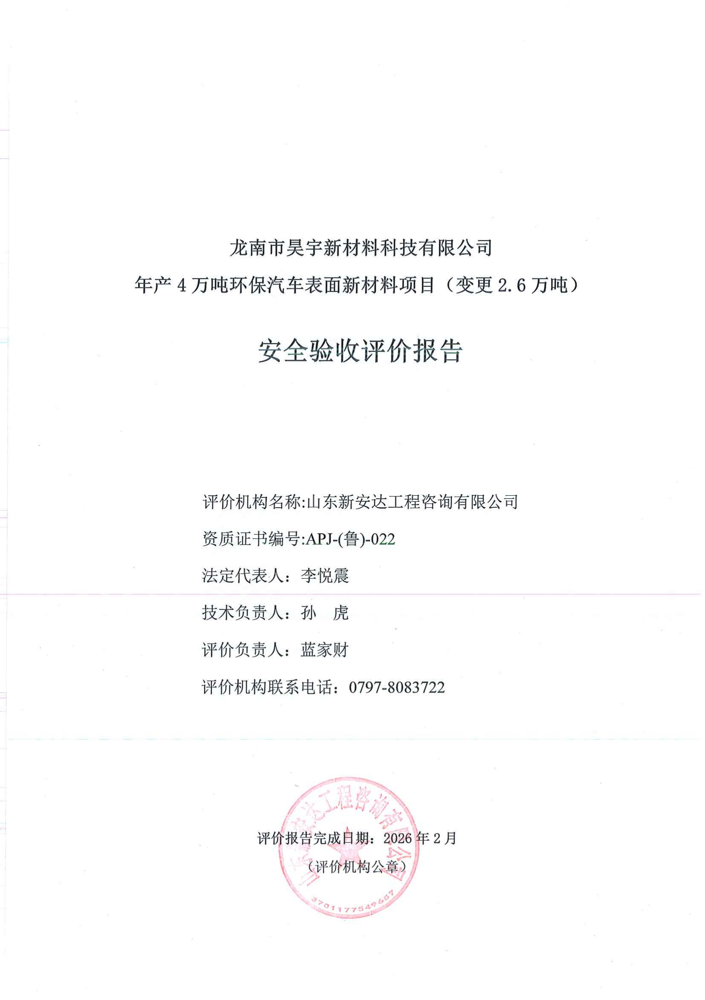 龙南市昊宇新材料科技有限公司
年产 4 万吨环保汽车表面新材料项目（变更 2.6 万吨）
安全验收评价报告
评价机构名称:山东新安达工程咨询有限公司
资质证书编号:APJ-(鲁)-022
法定代表人：李悦震
技术负责人：孙　虎
评价负责人：蓝家财
评价机构联系电话：0797-8083722
山东新安达工程咨询有限公司
评价报告完成日期：2026 年 2 月
（评价机构公章）
3701177549657